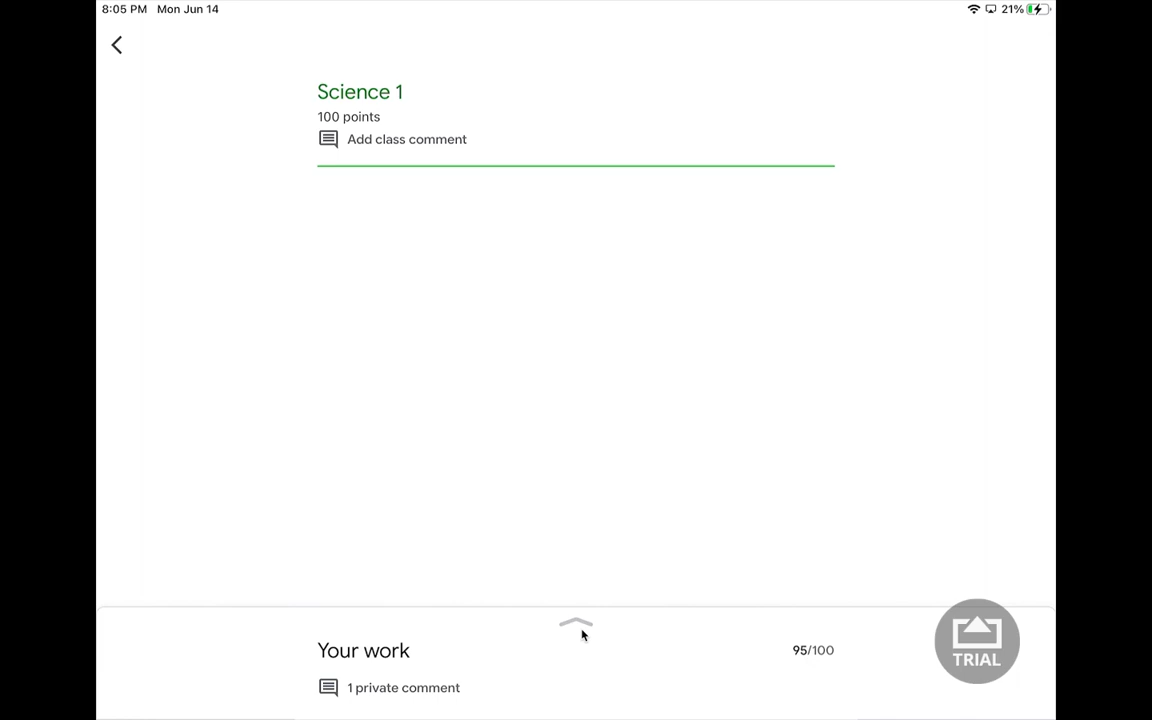 8:05 PM Mon Jun 14 21%
Science 1
100 points
Add class comment
Your work 95/100
1 private comment
TRIAL